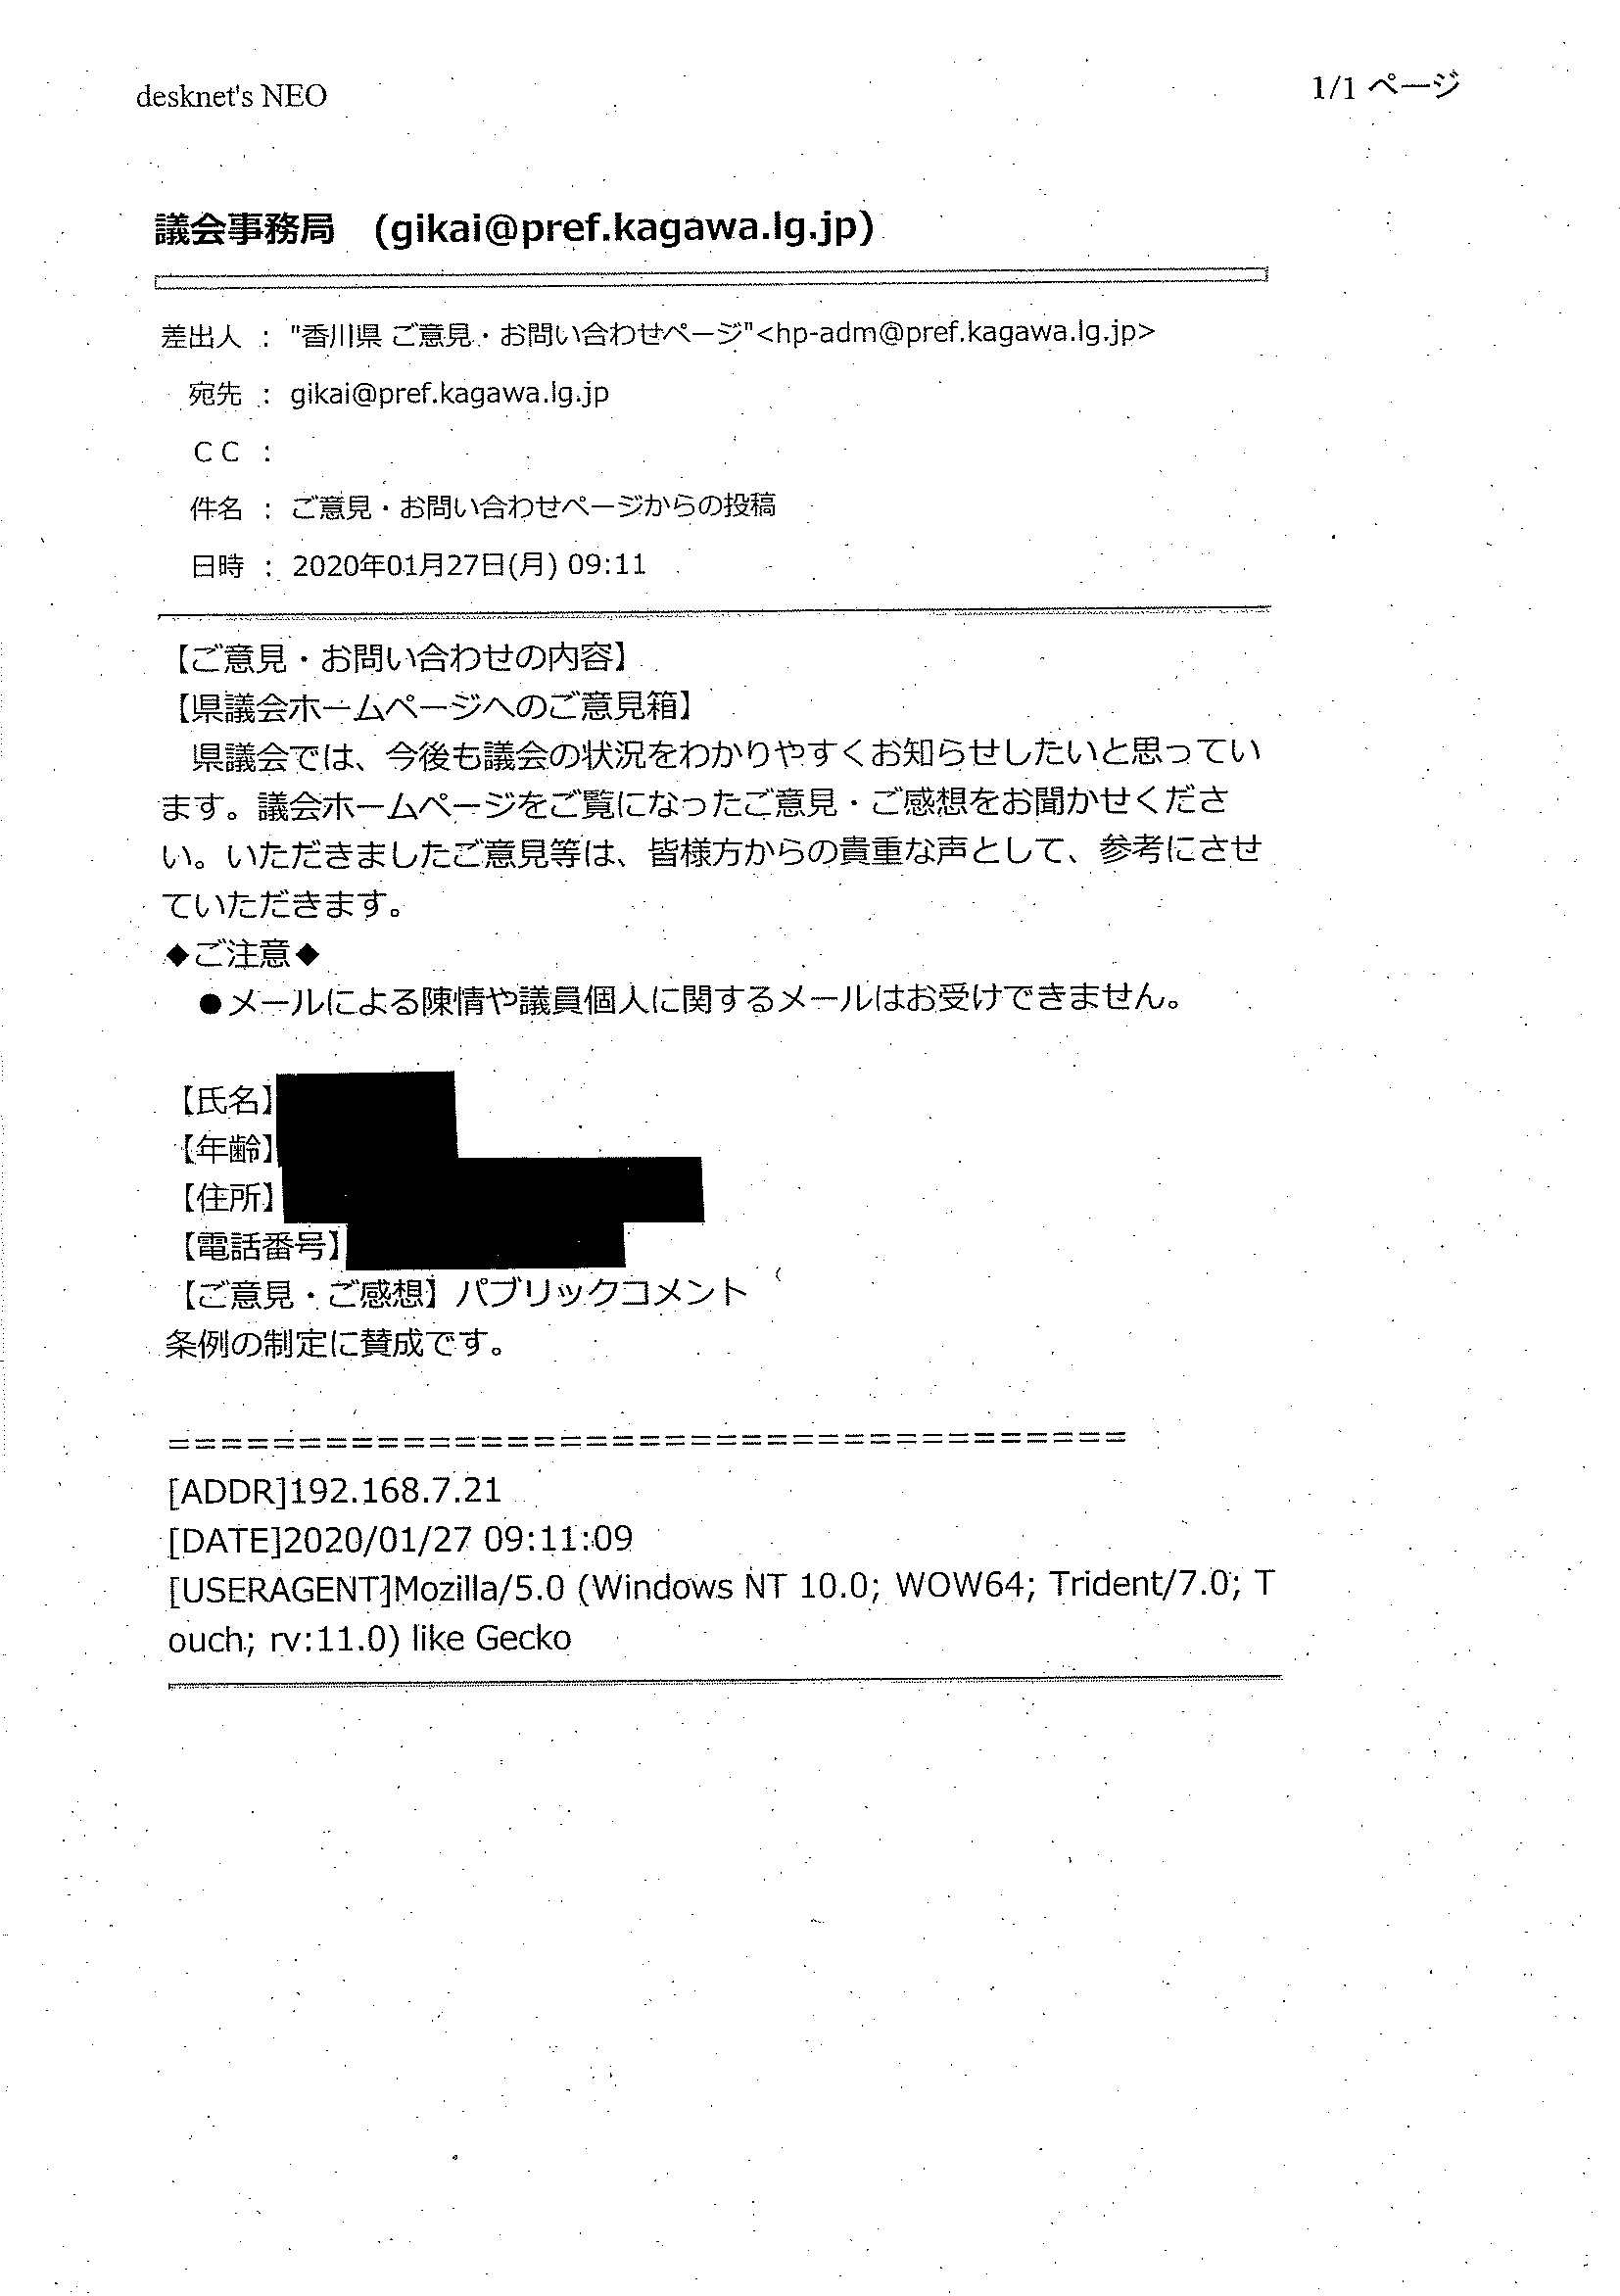 desknet's NEO
1/1 ページ
議会事務局 (gikai@pref.kagawa.lg.jp)
差出人 : "香川県 ご意見・お問い合わせページ"<hp-adm@pref.kagawa.lg.jp>
宛先 : gikai@pref.kagawa.lg.jp
ＣＣ :
件名 : ご意見・お問い合わせページからの投稿
日時 : 2020年01月27日(月) 09:11
【ご意見・お問い合わせの内容】
【県議会ホームページへのご意見箱】
県議会では、今後も議会の状況をわかりやすくお知らせしたいと思ってい
ます。議会ホームページをご覧になったご意見・ご感想をお聞かせくださ
い。いただきましたご意見等は、皆様方からの貴重な声として、参考にさせ
ていただきます。
◆ご注意◆
●メールによる陳情や議員個人に関するメールはお受けできません。
【氏名】
【年齢】
【住所】
【電話番号】
【ご意見・ご感想】パブリックコメント
条例の制定に賛成です。
=====================================
[ADDR]192.168.7.21
[DATE]2020/01/27 09:11:09
[USERAGENT]Mozilla/5.0 (Windows NT 10.0; WOW64; Trident/7.0; T
ouch; rv:11.0) like Gecko